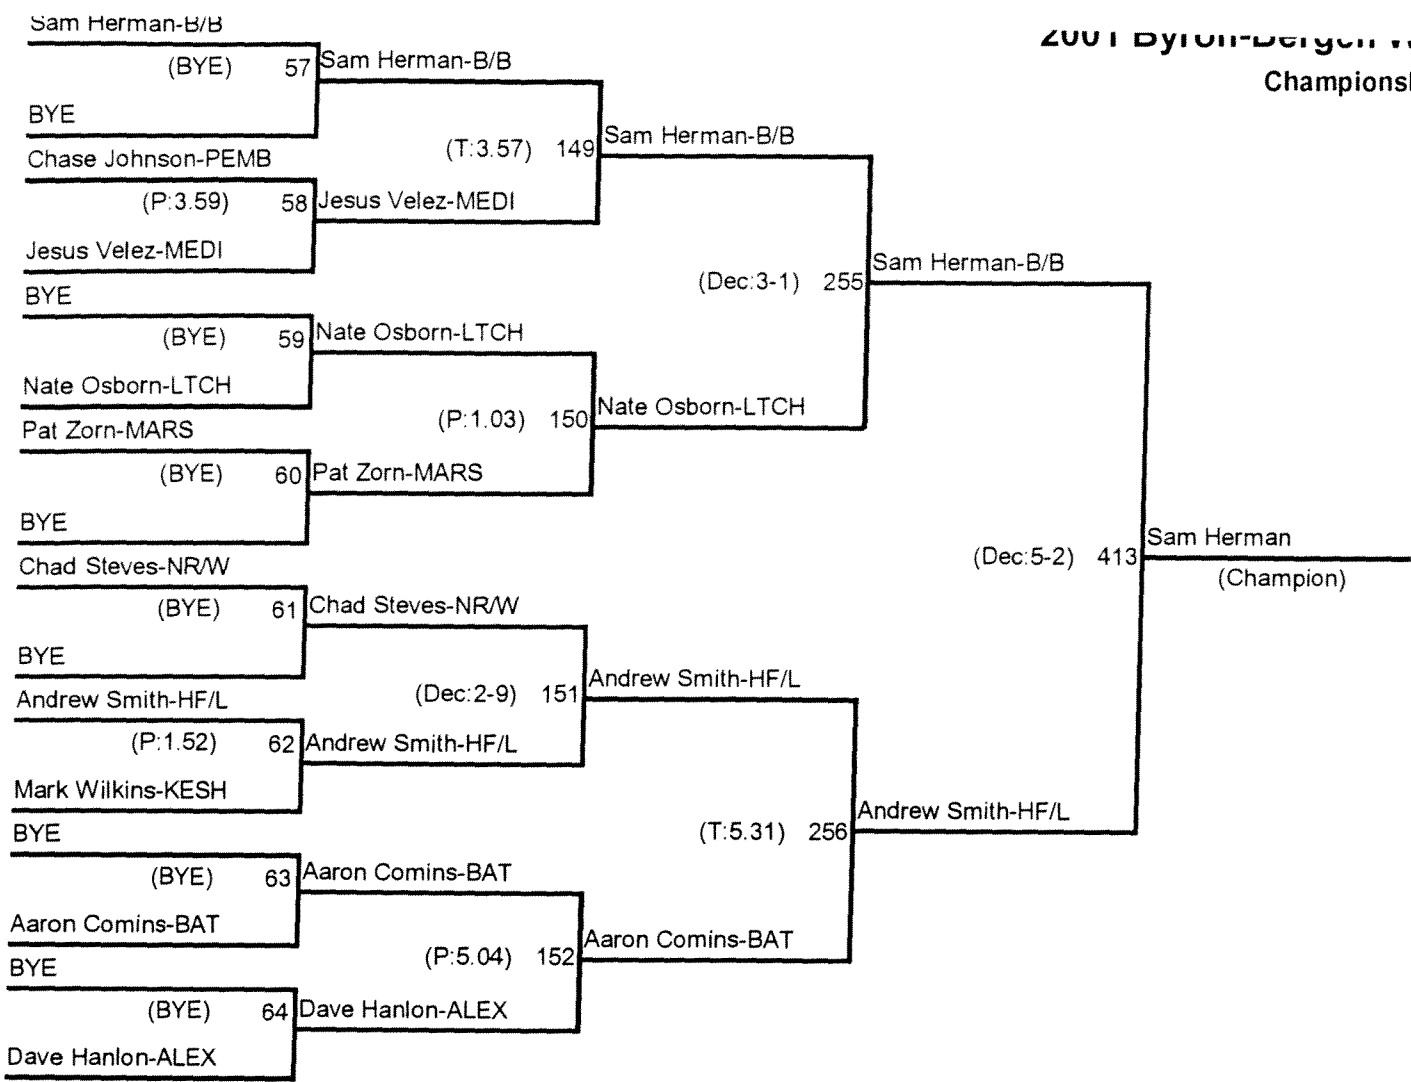 Sam Herman-B/B
2001 Byron-Bergen
(BYE) 57 Sam Herman-B/B
Championsh
BYE
(T:3.57) 149 Sam Herman-B/B
Chase Johnson-PEMB
(P:3.59) 58 Jesus Velez-MEDI
Jesus Velez-MEDI
(Dec:3-1) 255 Sam Herman-B/B
BYE
(BYE) 59 Nate Osborn-LTCH
Nate Osborn-LTCH
(P:1.03) 150 Nate Osborn-LTCH
Pat Zorn-MARS
(BYE) 60 Pat Zorn-MARS
BYE
(Dec:5-2) 413 Sam Herman
(Champion)
Chad Steves-NR/W
(BYE) 61 Chad Steves-NR/W
BYE
(Dec:2-9) 151 Andrew Smith-HF/L
Andrew Smith-HF/L
(P:1.52) 62 Andrew Smith-HF/L
Mark Wilkins-KESH
(T:5.31) 256 Andrew Smith-HF/L
BYE
(BYE) 63 Aaron Comins-BAT
Aaron Comins-BAT
(P:5.04) 152 Aaron Comins-BAT
BYE
(BYE) 64 Dave Hanlon-ALEX
Dave Hanlon-ALEX